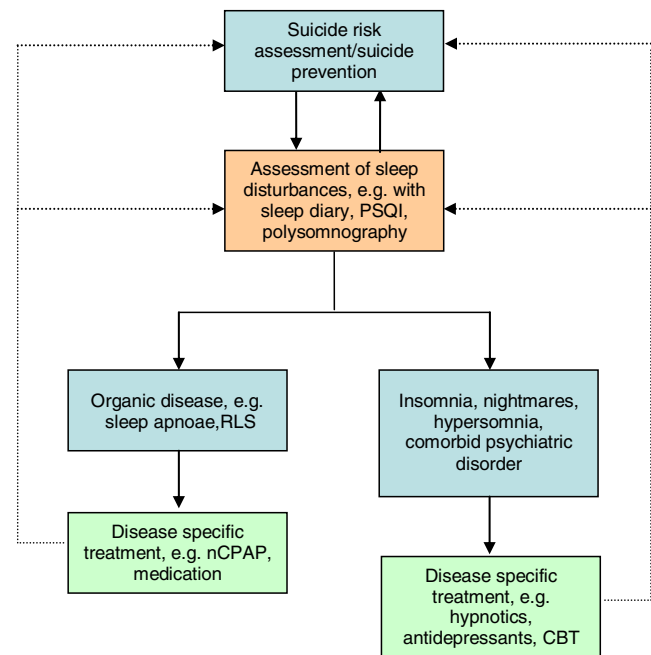 Suicide risk
assessment/suicide
prevention
Assessment of sleep
disturbances, e.g. with
sleep diary, PSQI,
polysomnography
Organic disease, e.g.
sleep apnoae,RLS
Insomnia, nightmares,
hypersomnia,
comorbid psychiatric
disorder
Disease specific
treatment, e.g. nCPAP,
medication
Disease specific
treatment, e.g.
hypnotics,
antidepressants, CBT